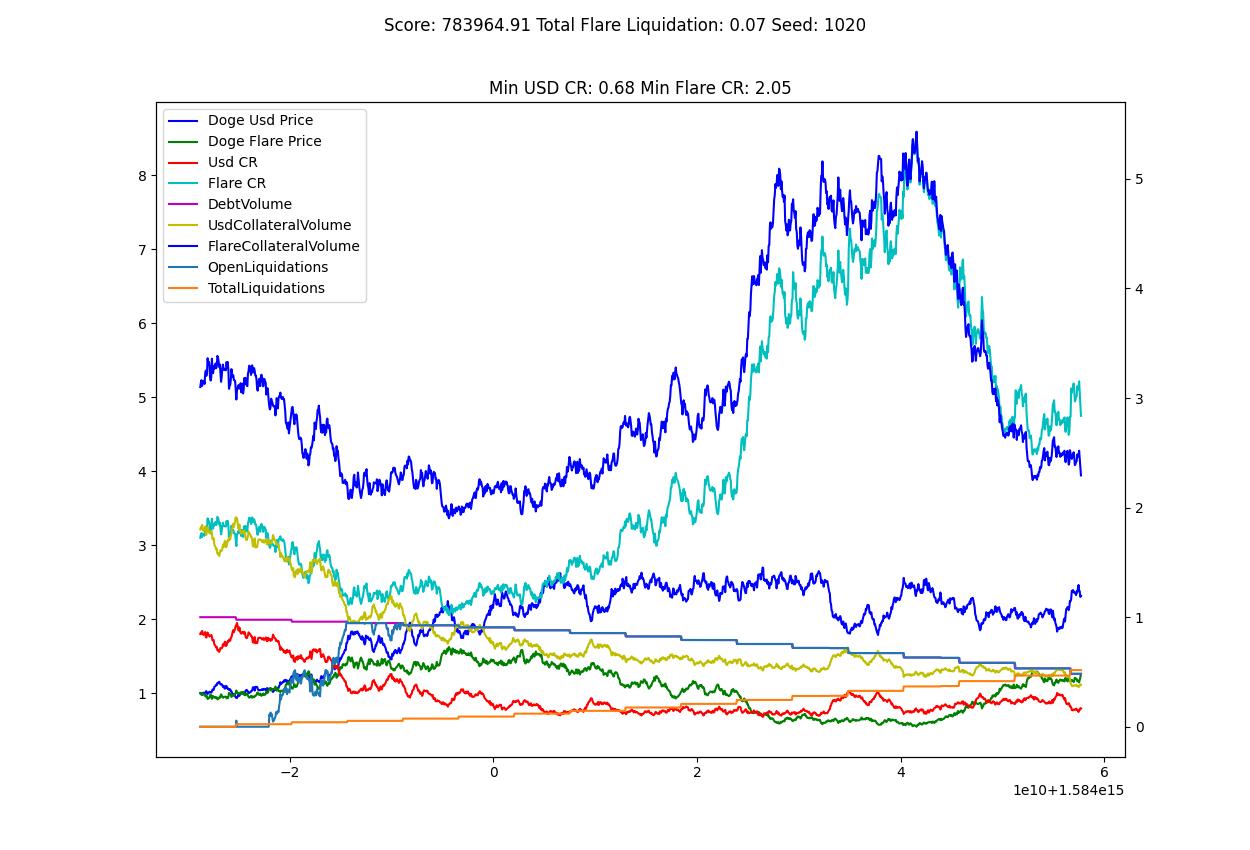 Score: 783964.91 Total Flare Liquidation: 0.07 Seed: 1020
Min USD CR: 0.68 Min Flare CR: 2.05
Doge Usd Price
Doge Flare Price
Usd CR
Flare CR
DebtVolume
UsdCollateralVolume
FlareCollateralVolume
OpenLiquidations
TotalLiquidations
8
7
6
5
4
3
2
1
5
4
3
2
1
0
−2 0 2 4 6
1e10+1.584e15